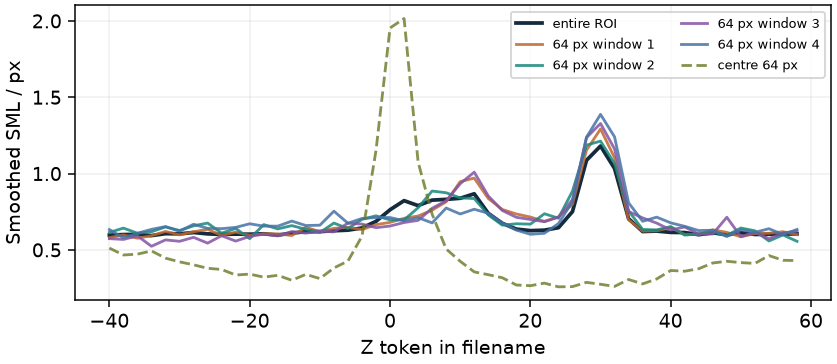 2.0
1.5
1.0
0.5
Smoothed SML / px
entire ROI
64 px window 1
64 px window 2
64 px window 3
64 px window 4
centre 64 px
−40 −20 0 20 40 60
Z token in filename